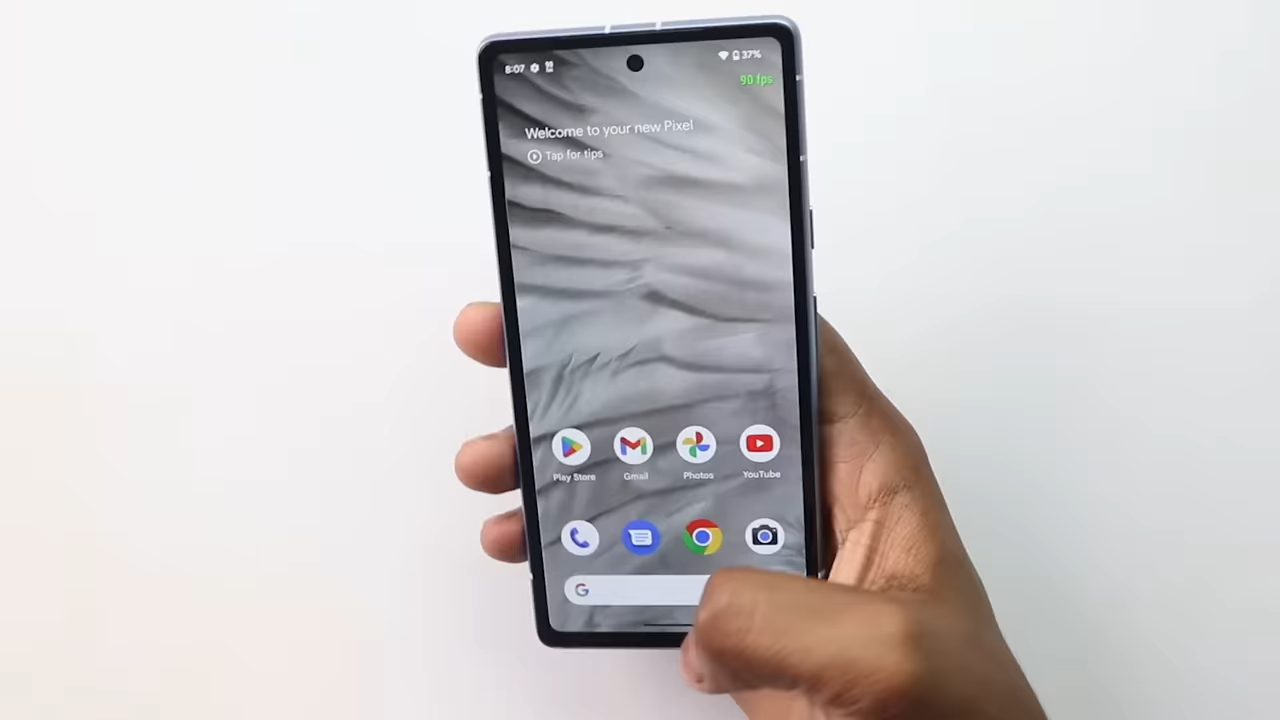 8:07
37%
90 fps
Welcome to your new Pixel
Tap for tips
Play Store Gmail Photos YouTube
G